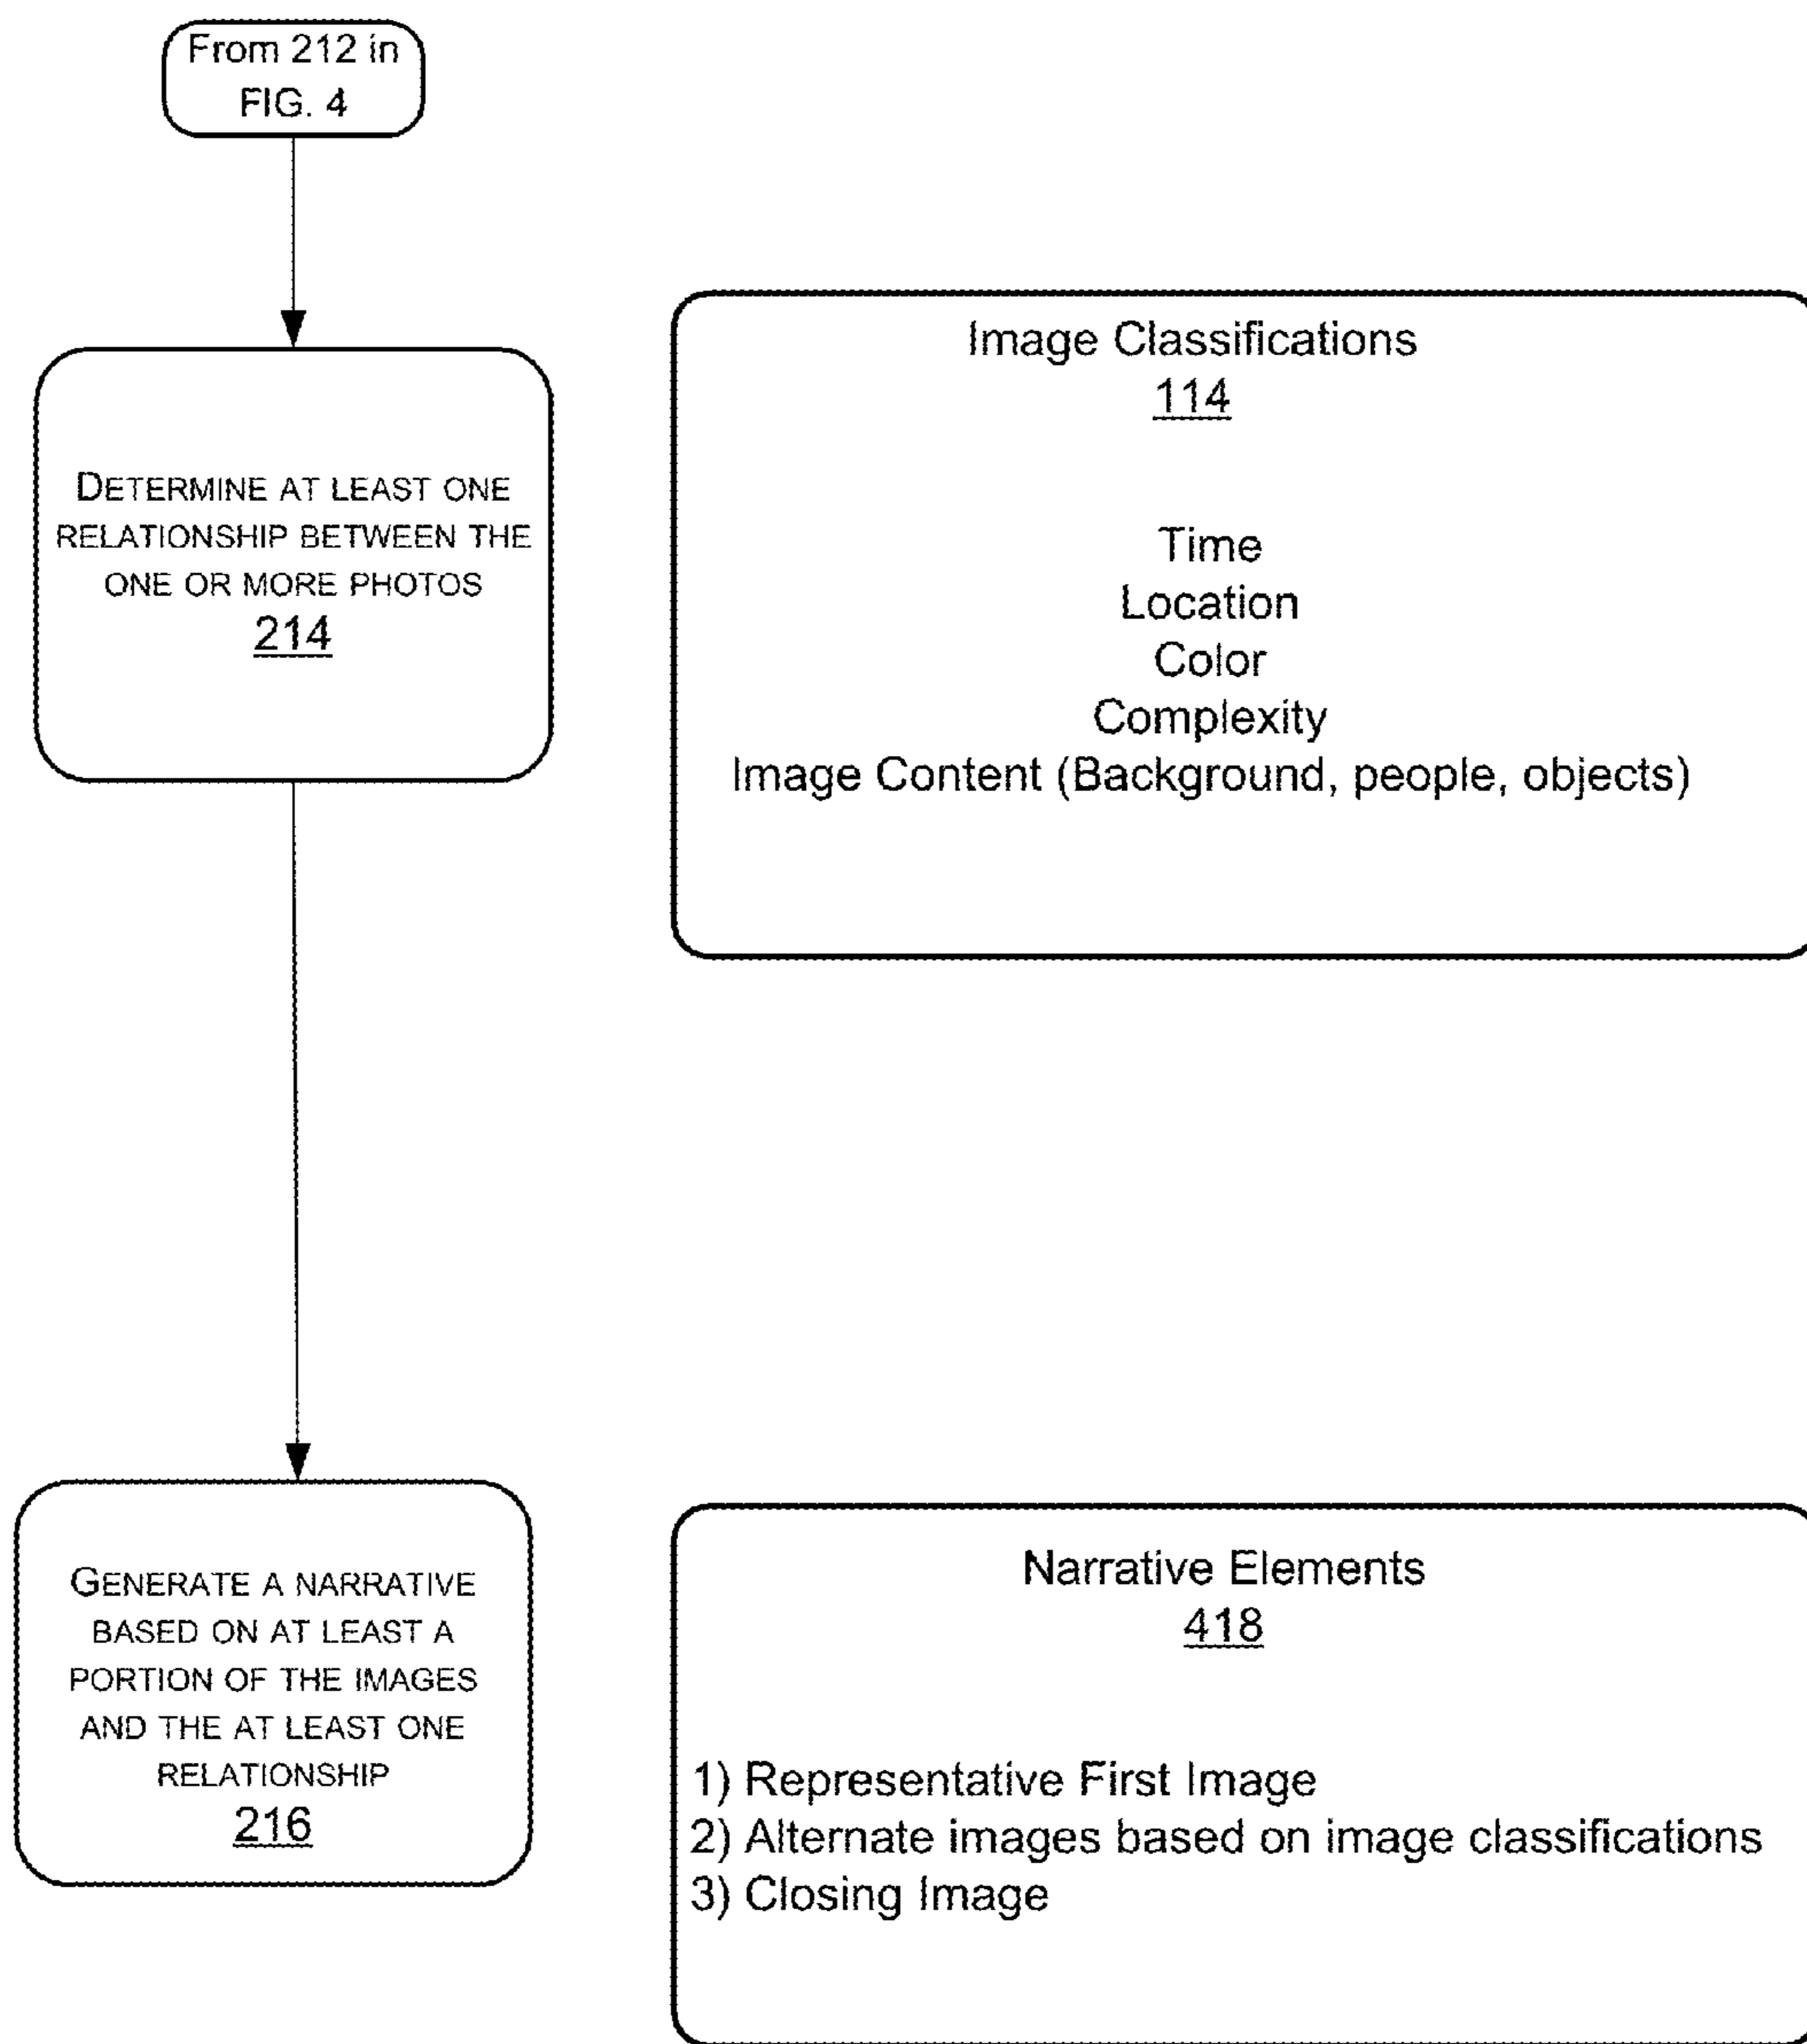 From 212 in
FIG. 4
DETERMINE AT LEAST ONE
RELATIONSHIP BETWEEN THE
ONE OR MORE PHOTOS
214
Image Classifications
114
Time
Location
Color
Complexity
Image Content (Background, people, objects)
GENERATE A NARRATIVE
BASED ON AT LEAST A
PORTION OF THE IMAGES
AND THE AT LEAST ONE
RELATIONSHIP
216
Narrative Elements
418
1) Representative First Image
2) Alternate images based on image classifications
3) Closing Image